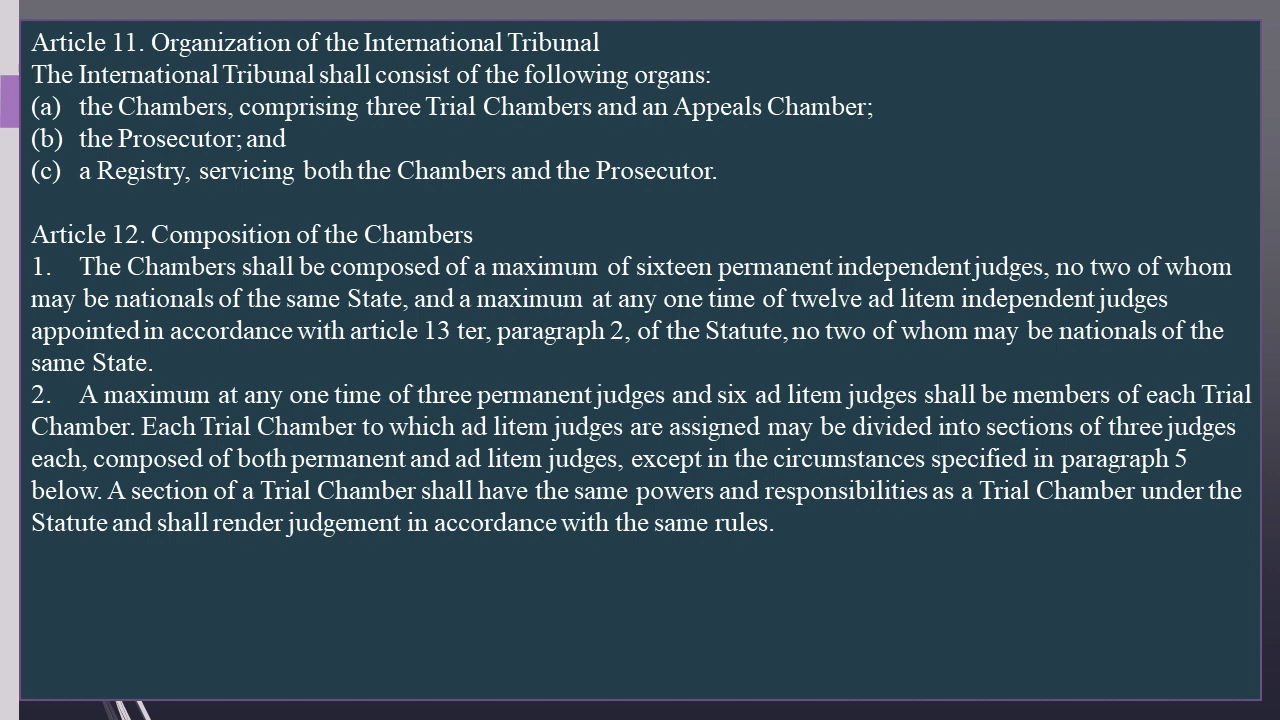 Article 11. Organization of the International Tribunal
The International Tribunal shall consist of the following organs:
(a) the Chambers, comprising three Trial Chambers and an Appeals Chamber;
(b) the Prosecutor; and
(c) a Registry, servicing both the Chambers and the Prosecutor.
Article 12. Composition of the Chambers
1. The Chambers shall be composed of a maximum of sixteen permanent independent judges, no two of whom
may be nationals of the same State, and a maximum at any one time of twelve ad litem independent judges
appointed in accordance with article 13 ter, paragraph 2, of the Statute, no two of whom may be nationals of the
same State.
2. A maximum at any one time of three permanent judges and six ad litem judges shall be members of each Trial
Chamber. Each Trial Chamber to which ad litem judges are assigned may be divided into sections of three judges
each, composed of both permanent and ad litem judges, except in the circumstances specified in paragraph 5
below. A section of a Trial Chamber shall have the same powers and responsibilities as a Trial Chamber under the
Statute and shall render judgement in accordance with the same rules.